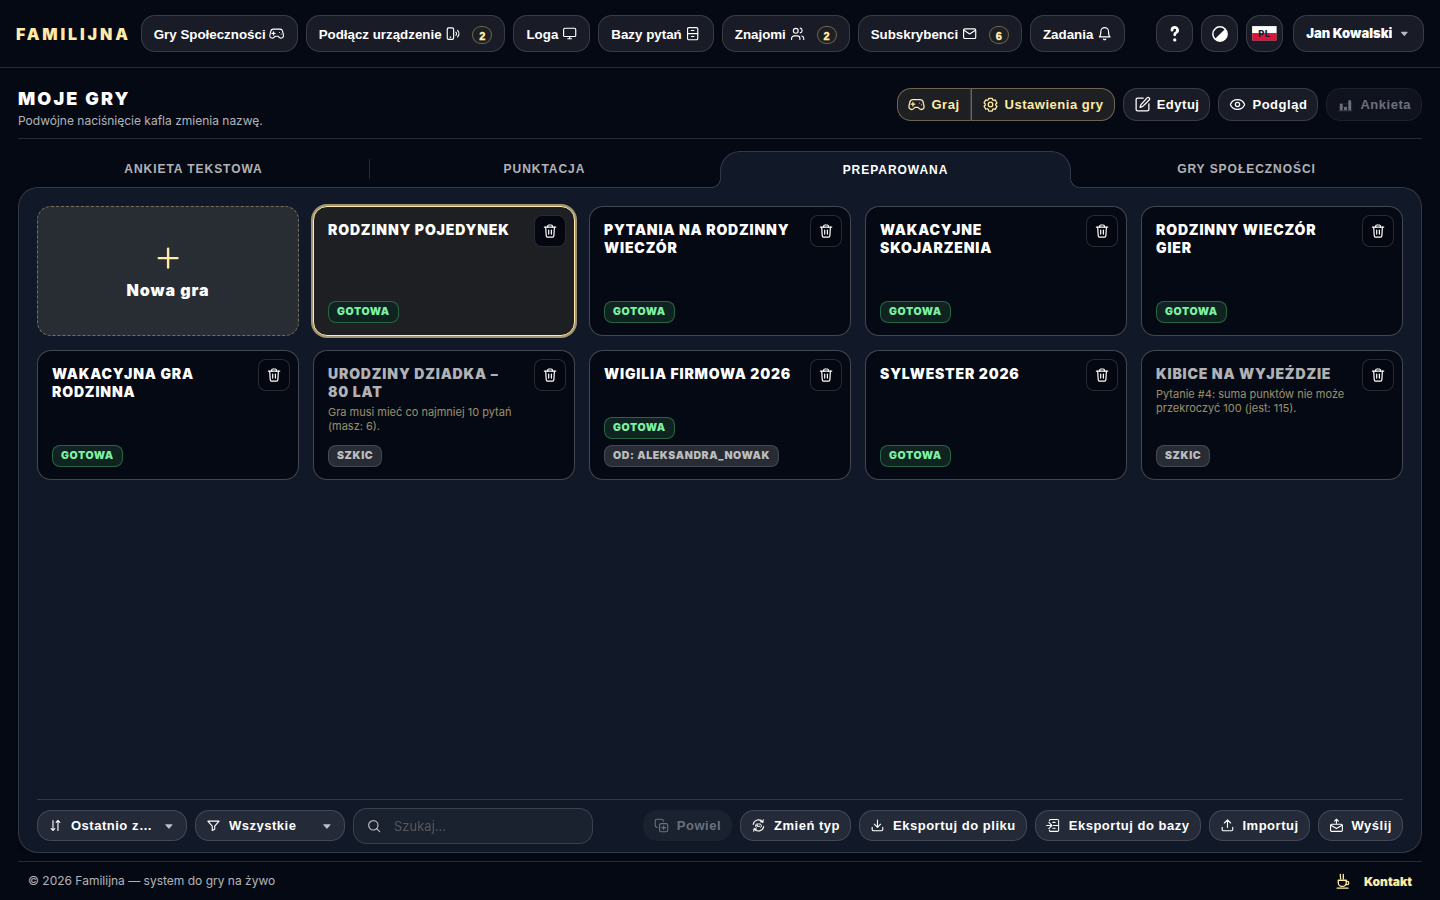 FAMILIJNA
Gry Społeczności
Podłącz urządzenie 2
Loga
Bazy pytań
Znajomi 2
Subskrybenci 6
Zadania
?
PL
Jan Kowalski
MOJE GRY
Podwójne naciśnięcie kafla zmienia nazwę.
Graj
Ustawienia gry
Edytuj
Podgląd
Ankieta
ANKIETA TEKSTOWA
PUNKTACJA
PREPAROWANA
GRY SPOŁECZNOŚCI
Nowa gra
RODZINNY POJEDYNEK
GOTOWA
PYTANIA NA RODZINNY
WIECZÓR
GOTOWA
WAKACYJNE
SKOJARZENIA
GOTOWA
RODZINNY WIECZÓR
GIER
GOTOWA
WAKACYJNA GRA
RODZINNA
GOTOWA
URODZINY DZIADKA –
80 LAT
Gra musi mieć co najmniej 10 pytań
(masz: 6).
SZKIC
WIGILIA FIRMOWA 2026
GOTOWA
OD: ALEKSANDRA_NOWAK
SYLWESTER 2026
GOTOWA
KIBICE NA WYJEŹDZIE
Pytanie #4: suma punktów nie może
przekroczyć 100 (jest: 115).
SZKIC
Ostatnio z...
Wszystkie
Szukaj...
Powiel
Zmień typ
Eksportuj do pliku
Eksportuj do bazy
Importuj
Wyślij
© 2026 Familijna — system do gry na żywo
Kontakt